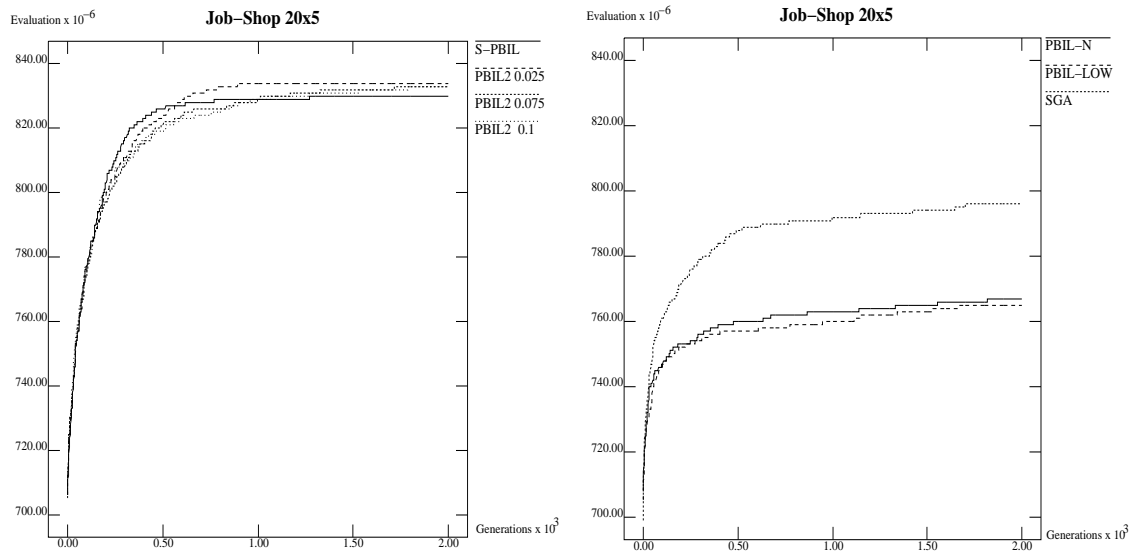 Job–Shop 20x5
Evaluation x 10-6
840.00
820.00
800.00
780.00
760.00
740.00
720.00
700.00
0.00
0.50
1.00
1.50
2.00
Generations x 103
S–PBIL
PBIL2 0.025
PBIL2 0.075
PBIL2 0.1
Job–Shop 20x5
Evaluation x 10-6
840.00
820.00
800.00
780.00
760.00
740.00
720.00
700.00
0.00
0.50
1.00
1.50
2.00
Generations x 103
PBIL–N
PBIL–LOW
SGA